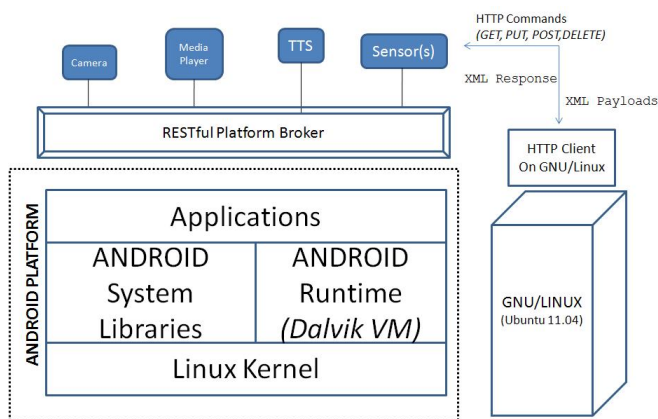 HTTP Commands
(GET, PUT, POST,DELETE)
Camera
Media
Player
TTS
Sensor(s)
XML Response
XML Payloads
RESTful Platform Broker
HTTP Client
On GNU/Linux
ANDROID PLATFORM
Applications
ANDROID
System
Libraries
ANDROID
Runtime
(Dalvik VM)
Linux Kernel
GNU/LINUX
(Ubuntu 11.04)